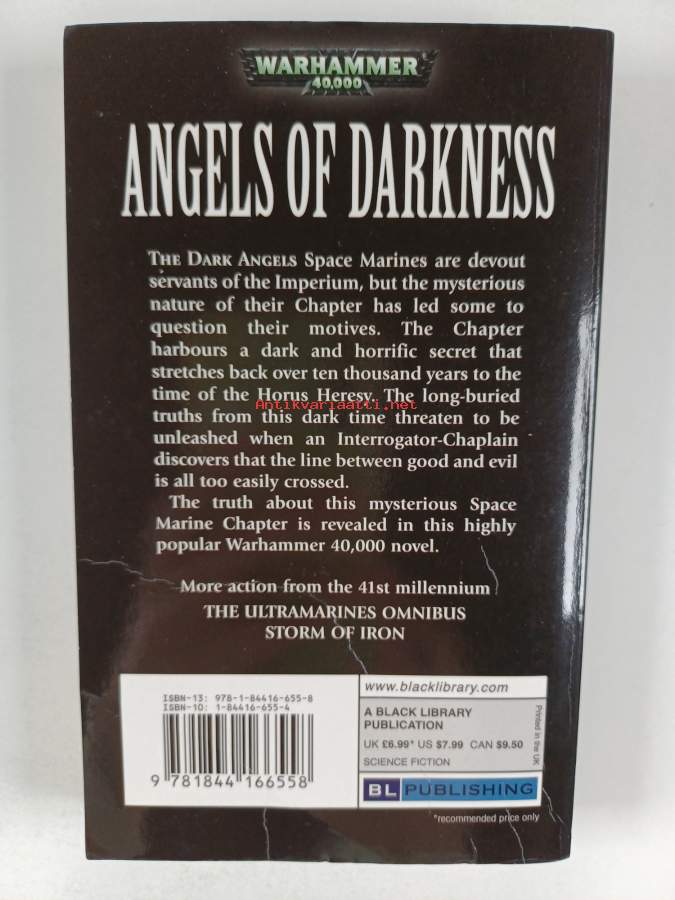 WARHAMMER
40,000
ANGELS OF DARKNESS
THE DARK ANGELS Space Marines are devout
servants of the Imperium, but the mysterious
nature of their Chapter has led some to
question their motives. The Chapter
harbours a dark and horrific secret that
stretches back over ten thousand years to the
time of the Horus Heresy. The long-buried
Antikvariaatti.net
truths from this dark time threaten to be
unleashed when an Interrogator-Chaplain
discovers that the line between good and evil
is all too easily crossed.
The truth about this mysterious Space
Marine Chapter is revealed in this highly
popular Warhammer 40,000 novel.
More action from the 41st millennium
THE ULTRAMARINES OMNIBUS
STORM OF IRON
ISBN-13: 978-1-84416-655-8
ISBN-10: 1-84416-655-4
9 781844 166558
www.blacklibrary.com
A BLACK LIBRARY
PUBLICATION
UK £6.99* US $7.99 CAN $9.50
SCIENCE FICTION
Printed in the UK
BL PUBLISHING
*recommended price only